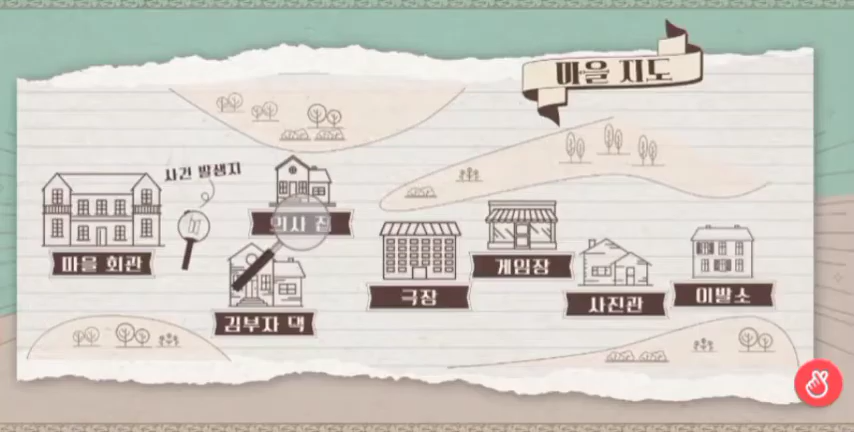 마을 지도
사건 발생지
마을 회관
의사 집
김부자 댁
극장
게임장
사진관
이발소